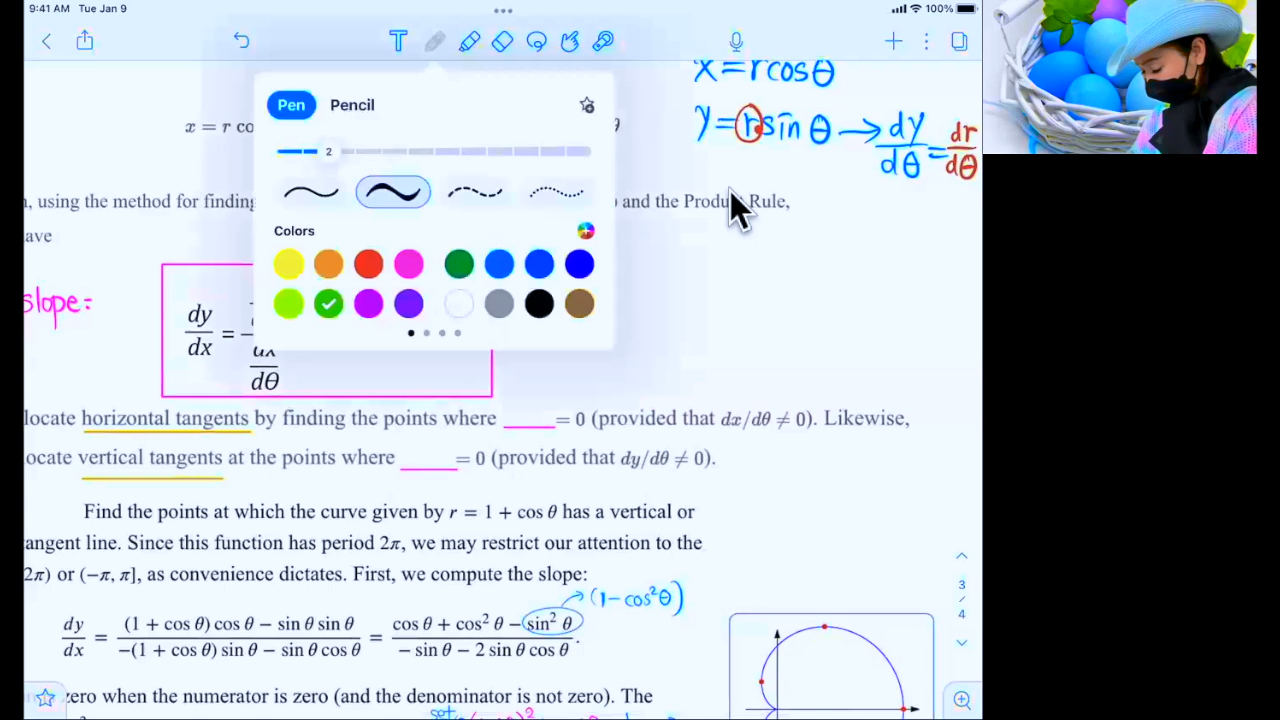 9:41 AM Tue Jan 9
100%
Pen Pencil
2
Colors
x = r cosθ
y = r sin θ → dy/dθ = dr/dθ
x = r co
θ
, using the method for finding
and the Produ Rule,
ave
slope:
dy/dx =
dx/dθ
locate horizontal tangents by finding the points where _____ = 0 (provided that dx/dθ ≠ 0). Likewise,
ocate vertical tangents at the points where _____ = 0 (provided that dy/dθ ≠ 0).
Find the points at which the curve given by r = 1 + cos θ has a vertical or
angent line. Since this function has period 2π, we may restrict our attention to the
2π) or (−π, π], as convenience dictates. First, we compute the slope:
(1−cos²θ)
dy/dx = (1 + cos θ) cos θ − sin θ sin θ / −(1 + cos θ) sin θ − sin θ cos θ = cos θ + cos² θ − sin² θ / − sin θ − 2 sin θ cos θ.
zero when the numerator is zero (and the denominator is not zero). The
3
/
4